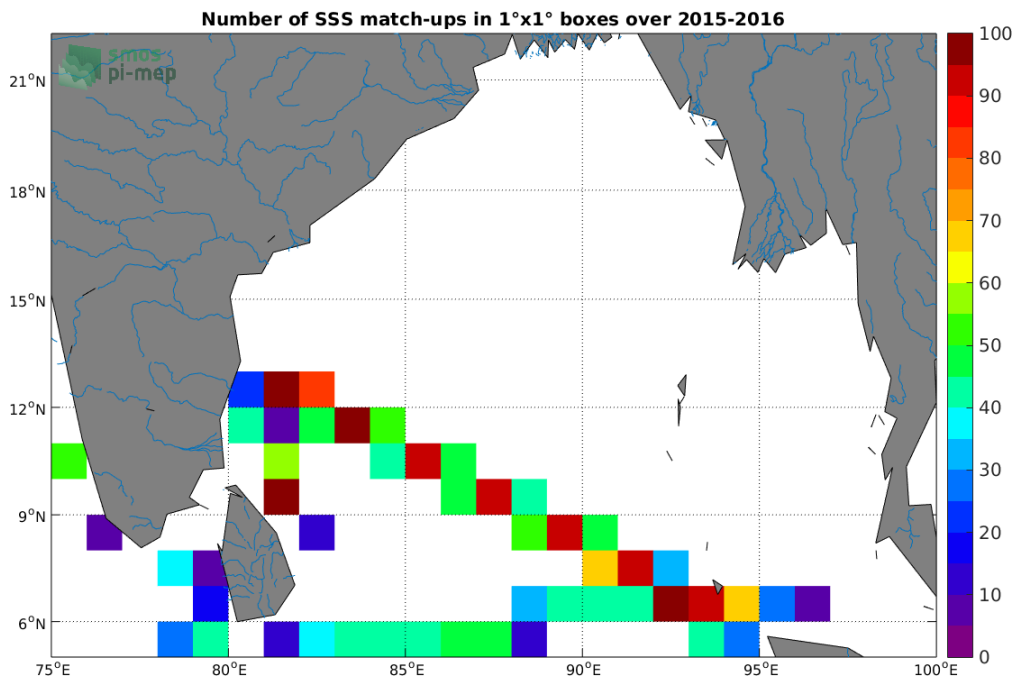 Number of SSS match-ups in 1°x1° boxes over 2015-2016
smos
pi-mep
21°N
18°N
15°N
12°N
9°N
6°N
75°E 80°E 85°E 90°E 95°E 100°E
100
90
80
70
60
50
40
30
20
10
0